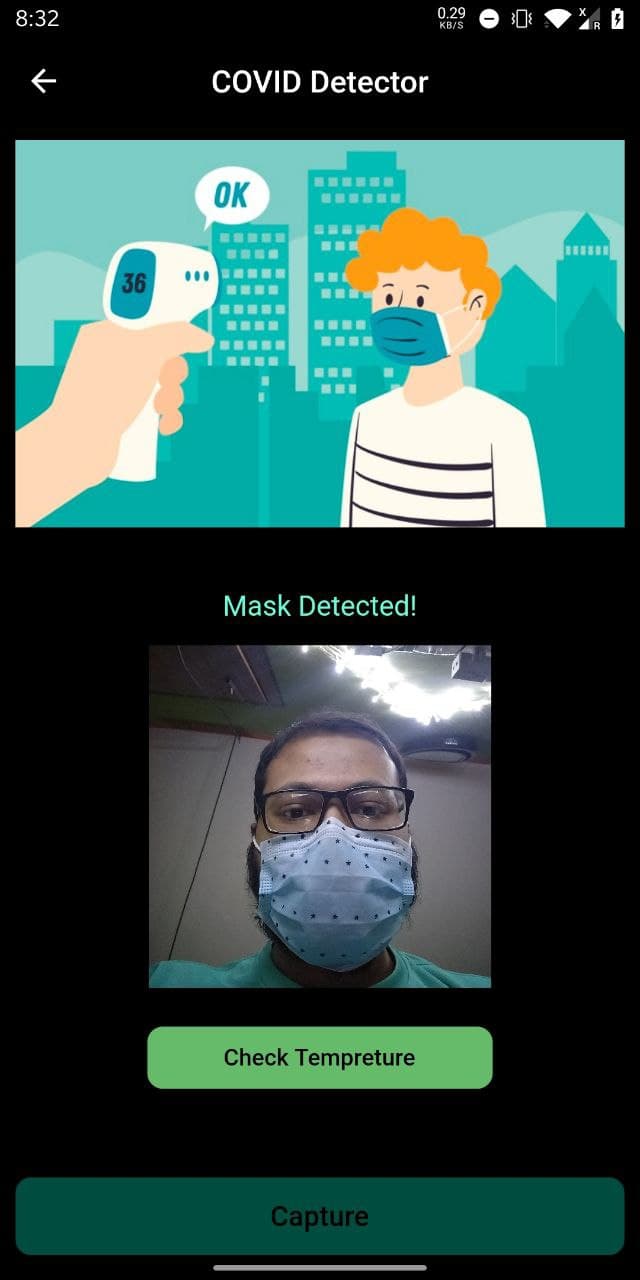 8:32
0.29
KB/S
X
R
COVID Detector
OK
36
Mask Detected!
Check Tempreture
Capture